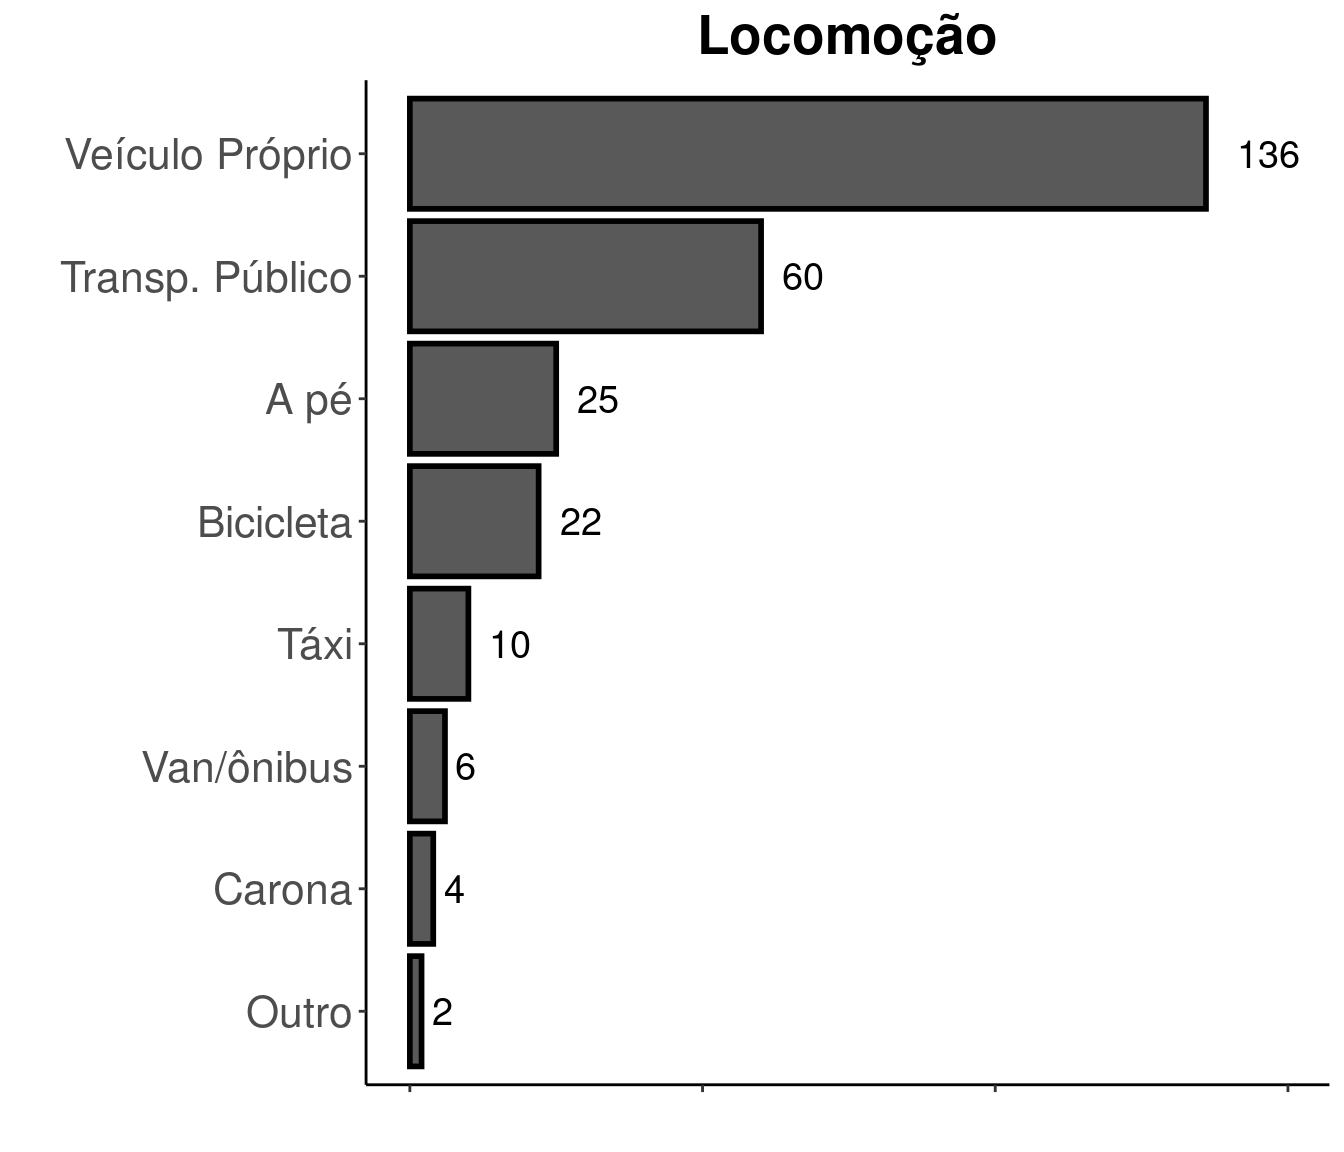 Locomoção
Veículo Próprio 136
Transp. Público 60
A pé 25
Bicicleta 22
Táxi 10
Van/ônibus 6
Carona 4
Outro 2